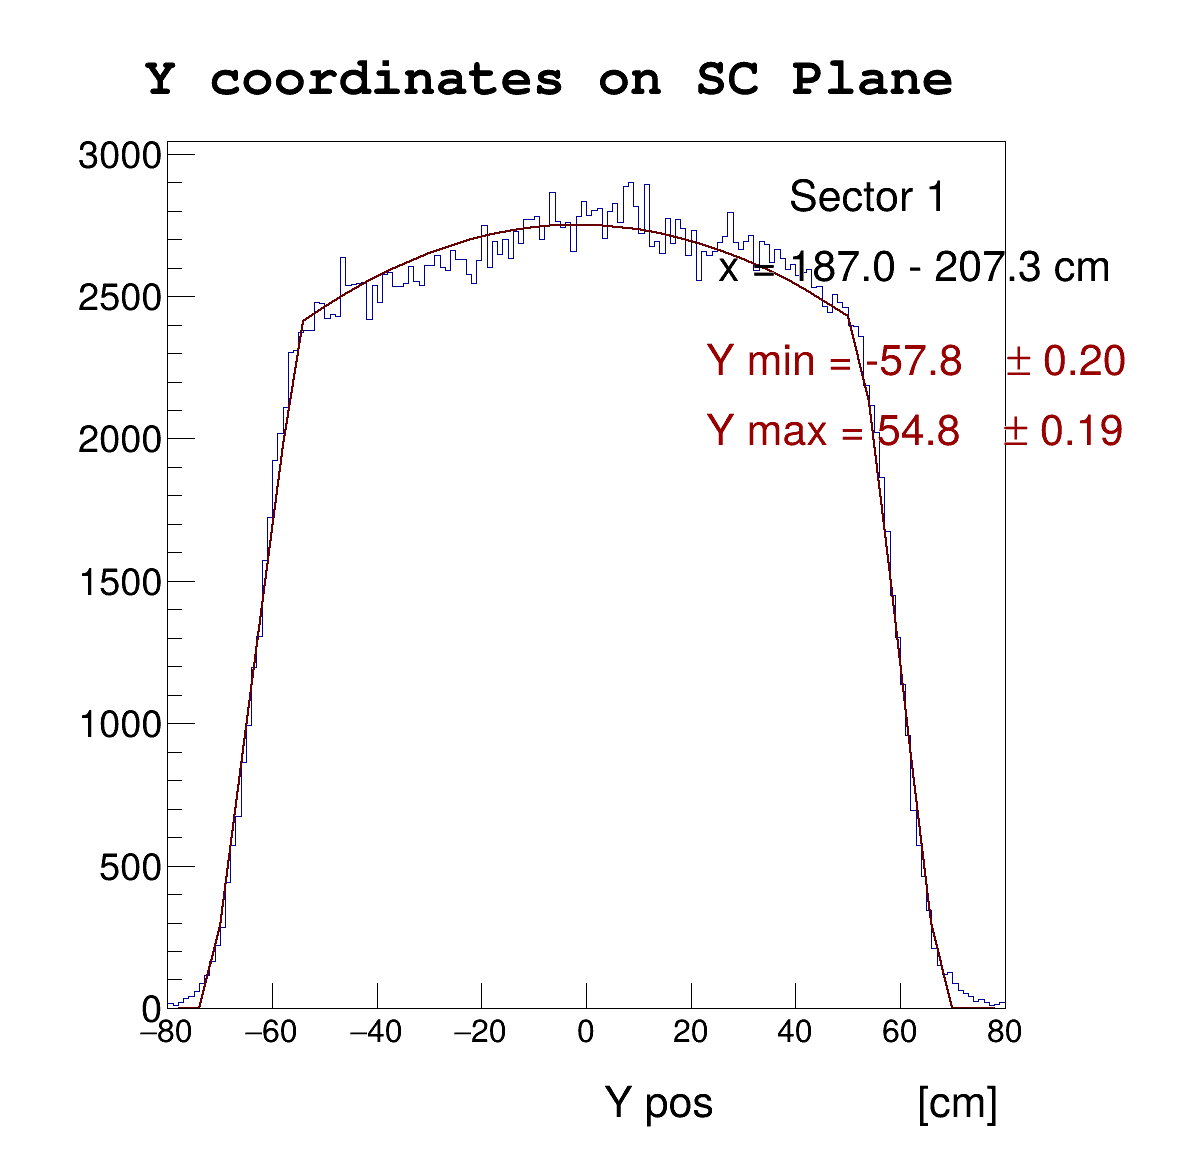 Y coordinates on SC Plane
3000
Sector 1
x = 187.0 - 207.3 cm
2500
Y min = -57.8 ± 0.20
2000
Y max = 54.8 ± 0.19
1500
1000
500
0
−80 −60 −40 −20 0 20 40 60 80
Y pos [cm]